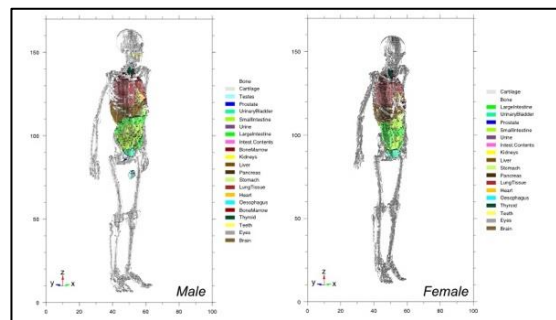 150
100
50
5
0 20 40 60 80 100
z
y x
Male
Bone
Cartilage
Testes
Prostate
UrinaryBladder
SmallIntestine
Urine
LargeIntestine
Intest Contents
BoneMarrow
Kidneys
Liver
Pancreas
Stomach
LungTissue
Heart
Oesophagus
BoneMarrow
Thyroid
Teeth
Eyes
Brain
150
100
50
0
0 20 40 60 80 100
z
y x
Female
Cartilage
Bone
LargeIntestine
UrinaryBladder
Prostate
SmallIntestine
Urine
Intest Contents
Kidneys
Liver
Pancreas
Stomach
LungTissue
Heart
Oesophagus
BoneMarrow
Thyroid
Teeth
Eyes
Brain